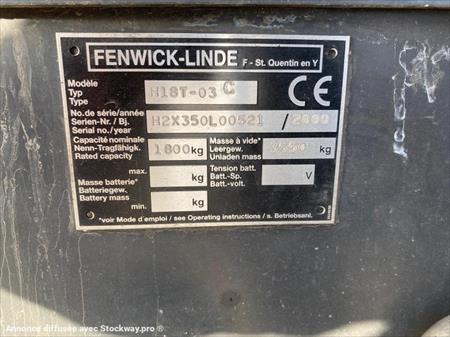 FENWICK-LINDE F - St. Quentin en Y
Modèle
Typ
Type
H18T-03 C
CE
No.de série/année
Serien-Nr. / Bj.
Serial no./year
H2X350L00521 / 2000
Capacité nominale
Nenn-Tragfähigk.
Rated capacity
1800 kg
Masse à vide*
Leergew.
Unladen mass
kg
max. kg
Masse batterie*
Batteriegew.
Battery mass
min. kg
Tension batt.
Batt.-Sp.
Batt.-volt.
V
*voir Mode d'emploi / see Operating instructions / s. Betriebsanl.
Annonce diffusée avec Stockway.pro ®